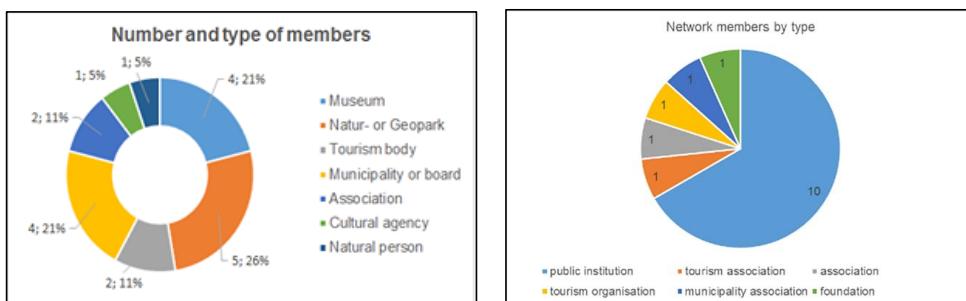 Number and type of members
1; 5%
1; 5%
4; 21%
2; 11%
4; 21%
2; 11%
5; 26%
Museum
Natur- or Geopark
Tourism body
Municipality or board
Association
Cultural agency
Natural person
Network members by type
1
1
1
1
1
10
public institution
tourism association
association
tourism organisation
municipality association
foundation